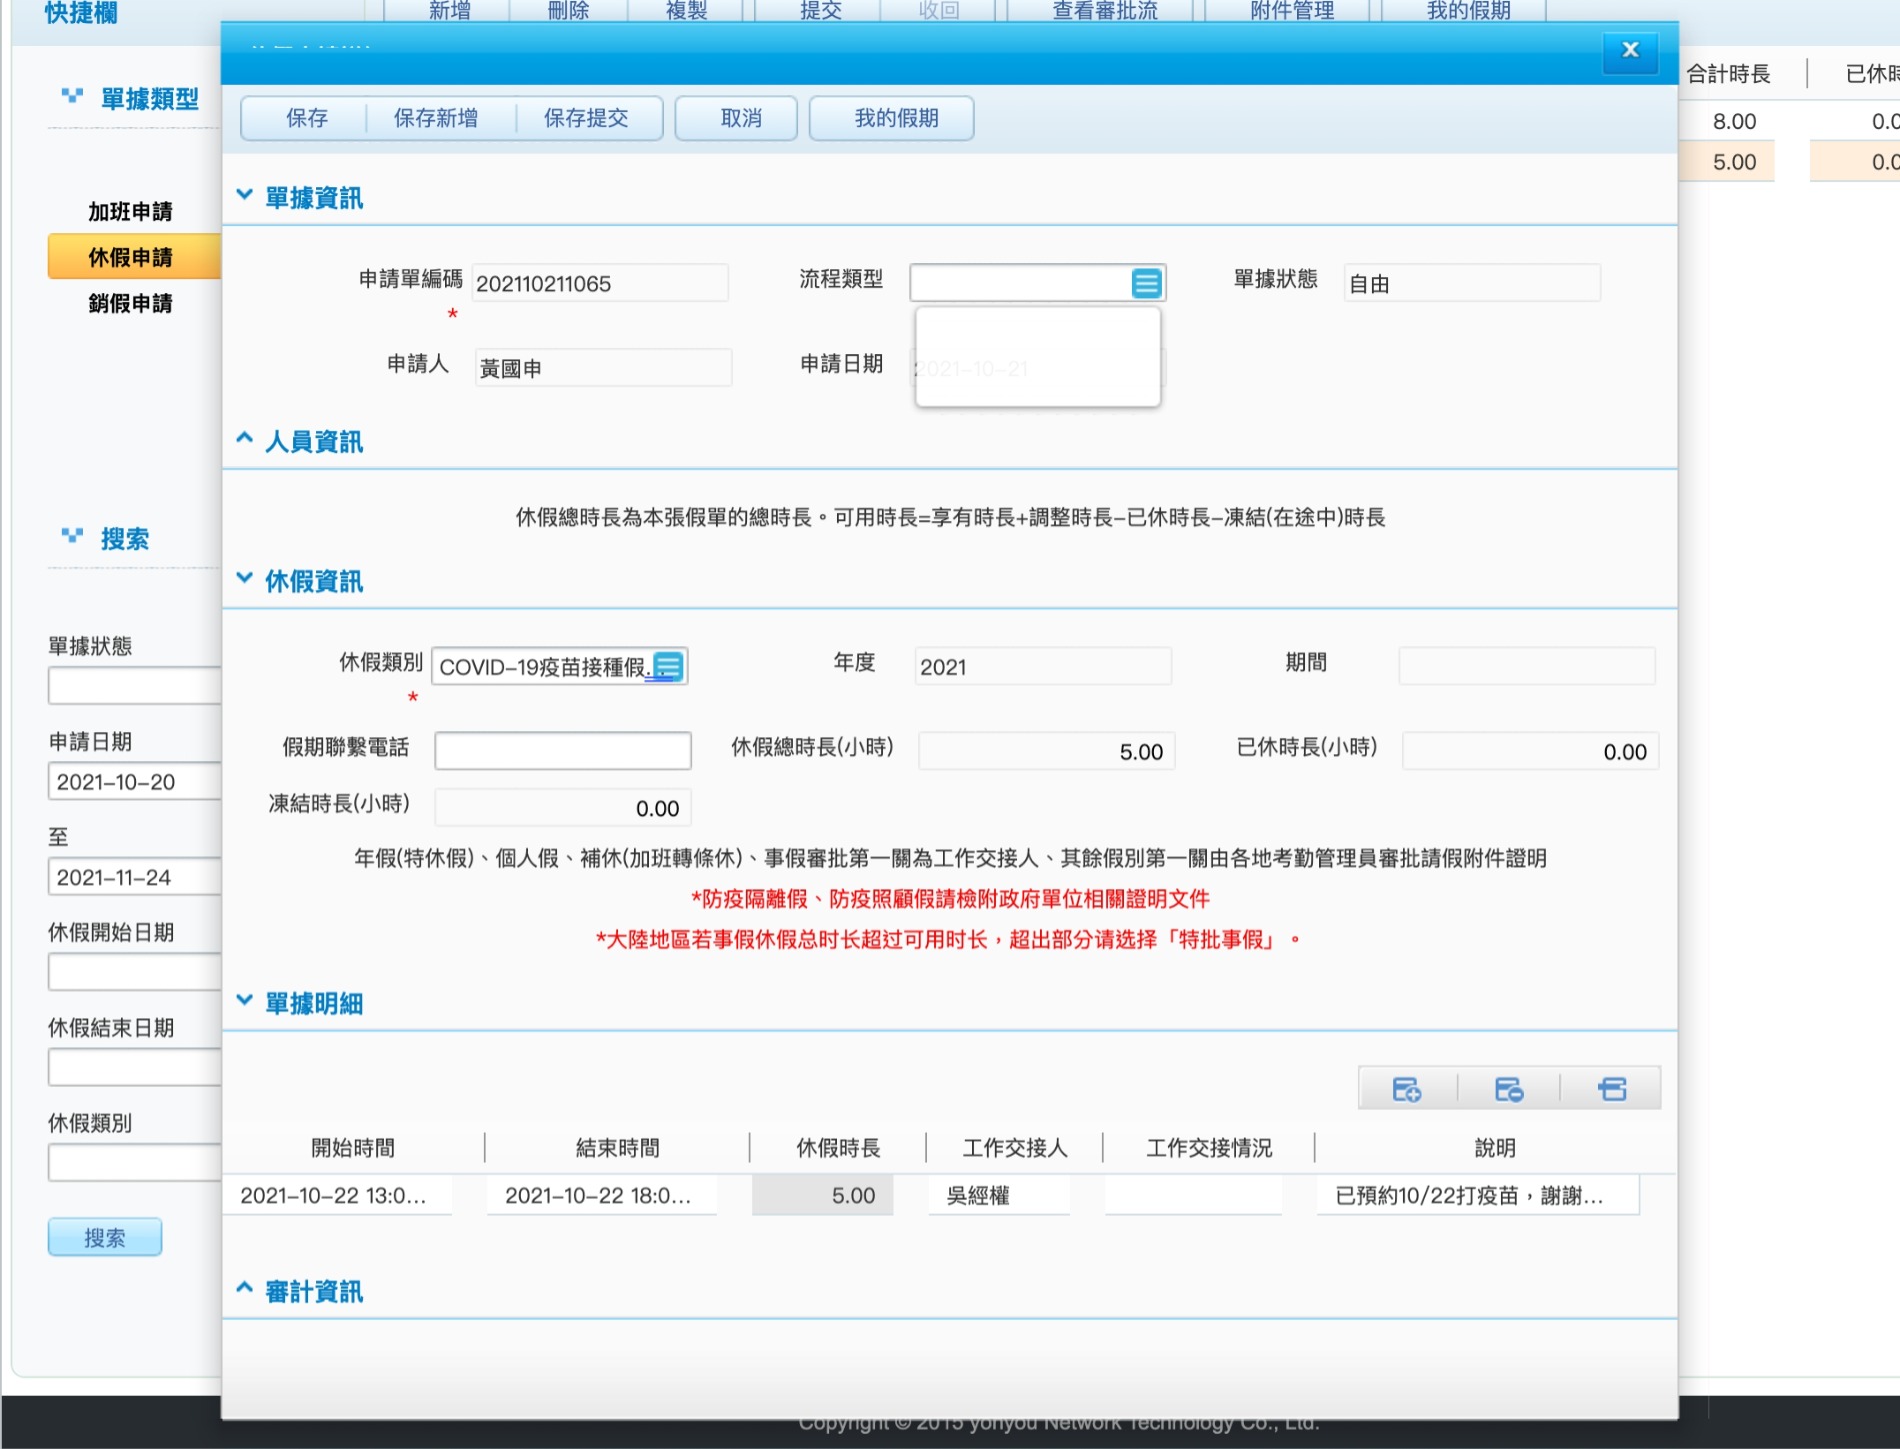 快捷欄
新增 刪除 複製 提交 收回 查看審批流 附件管理 我的假期
x
合計時長
8.00 0.0
5.00 0.0
單據類型
加班申請
休假申請
銷假申請
搜索
單據狀態
申請日期
2021-10-20
至
2021-11-24
休假開始日期
休假結束日期
休假類別
搜索
保存 保存新增 保存提交 取消 我的假期
單據資訊
申請單編碼 202110211065 流程類型 單據狀態 自由
*
申請人 黃國申 申請日期 2021-10-21
人員資訊
休假總時長為本張假單的總時長。可用時長=享有時長+調整時長-已休時長-凍結(在途中)時長
休假資訊
休假類別 COVID-19疫苗接種假... 年度 2021 期間
*
假期聯繫電話 休假總時長(小時) 5.00 已休時長(小時) 0.00
凍結時長(小時) 0.00
年假(特休假)、個人假、補休(加班轉條休)、事假審批第一關為工作交接人、其餘假別第一關由各地考勤管理員審批請假附件證明
*防疫隔離假、防疫照顧假請檢附政府單位相關證明文件
*大陸地區若事假休假总时长超过可用时长，超出部分请选择「特批事假」。
單據明細
開始時間 結束時間 休假時長 工作交接人 工作交接情況 說明
2021-10-22 13:0... 2021-10-22 18:0... 5.00 吳經權 已預約10/22打疫苗，謝謝...
審計資訊
Copyright © 2015 yonyou Network Technology Co., Ltd.